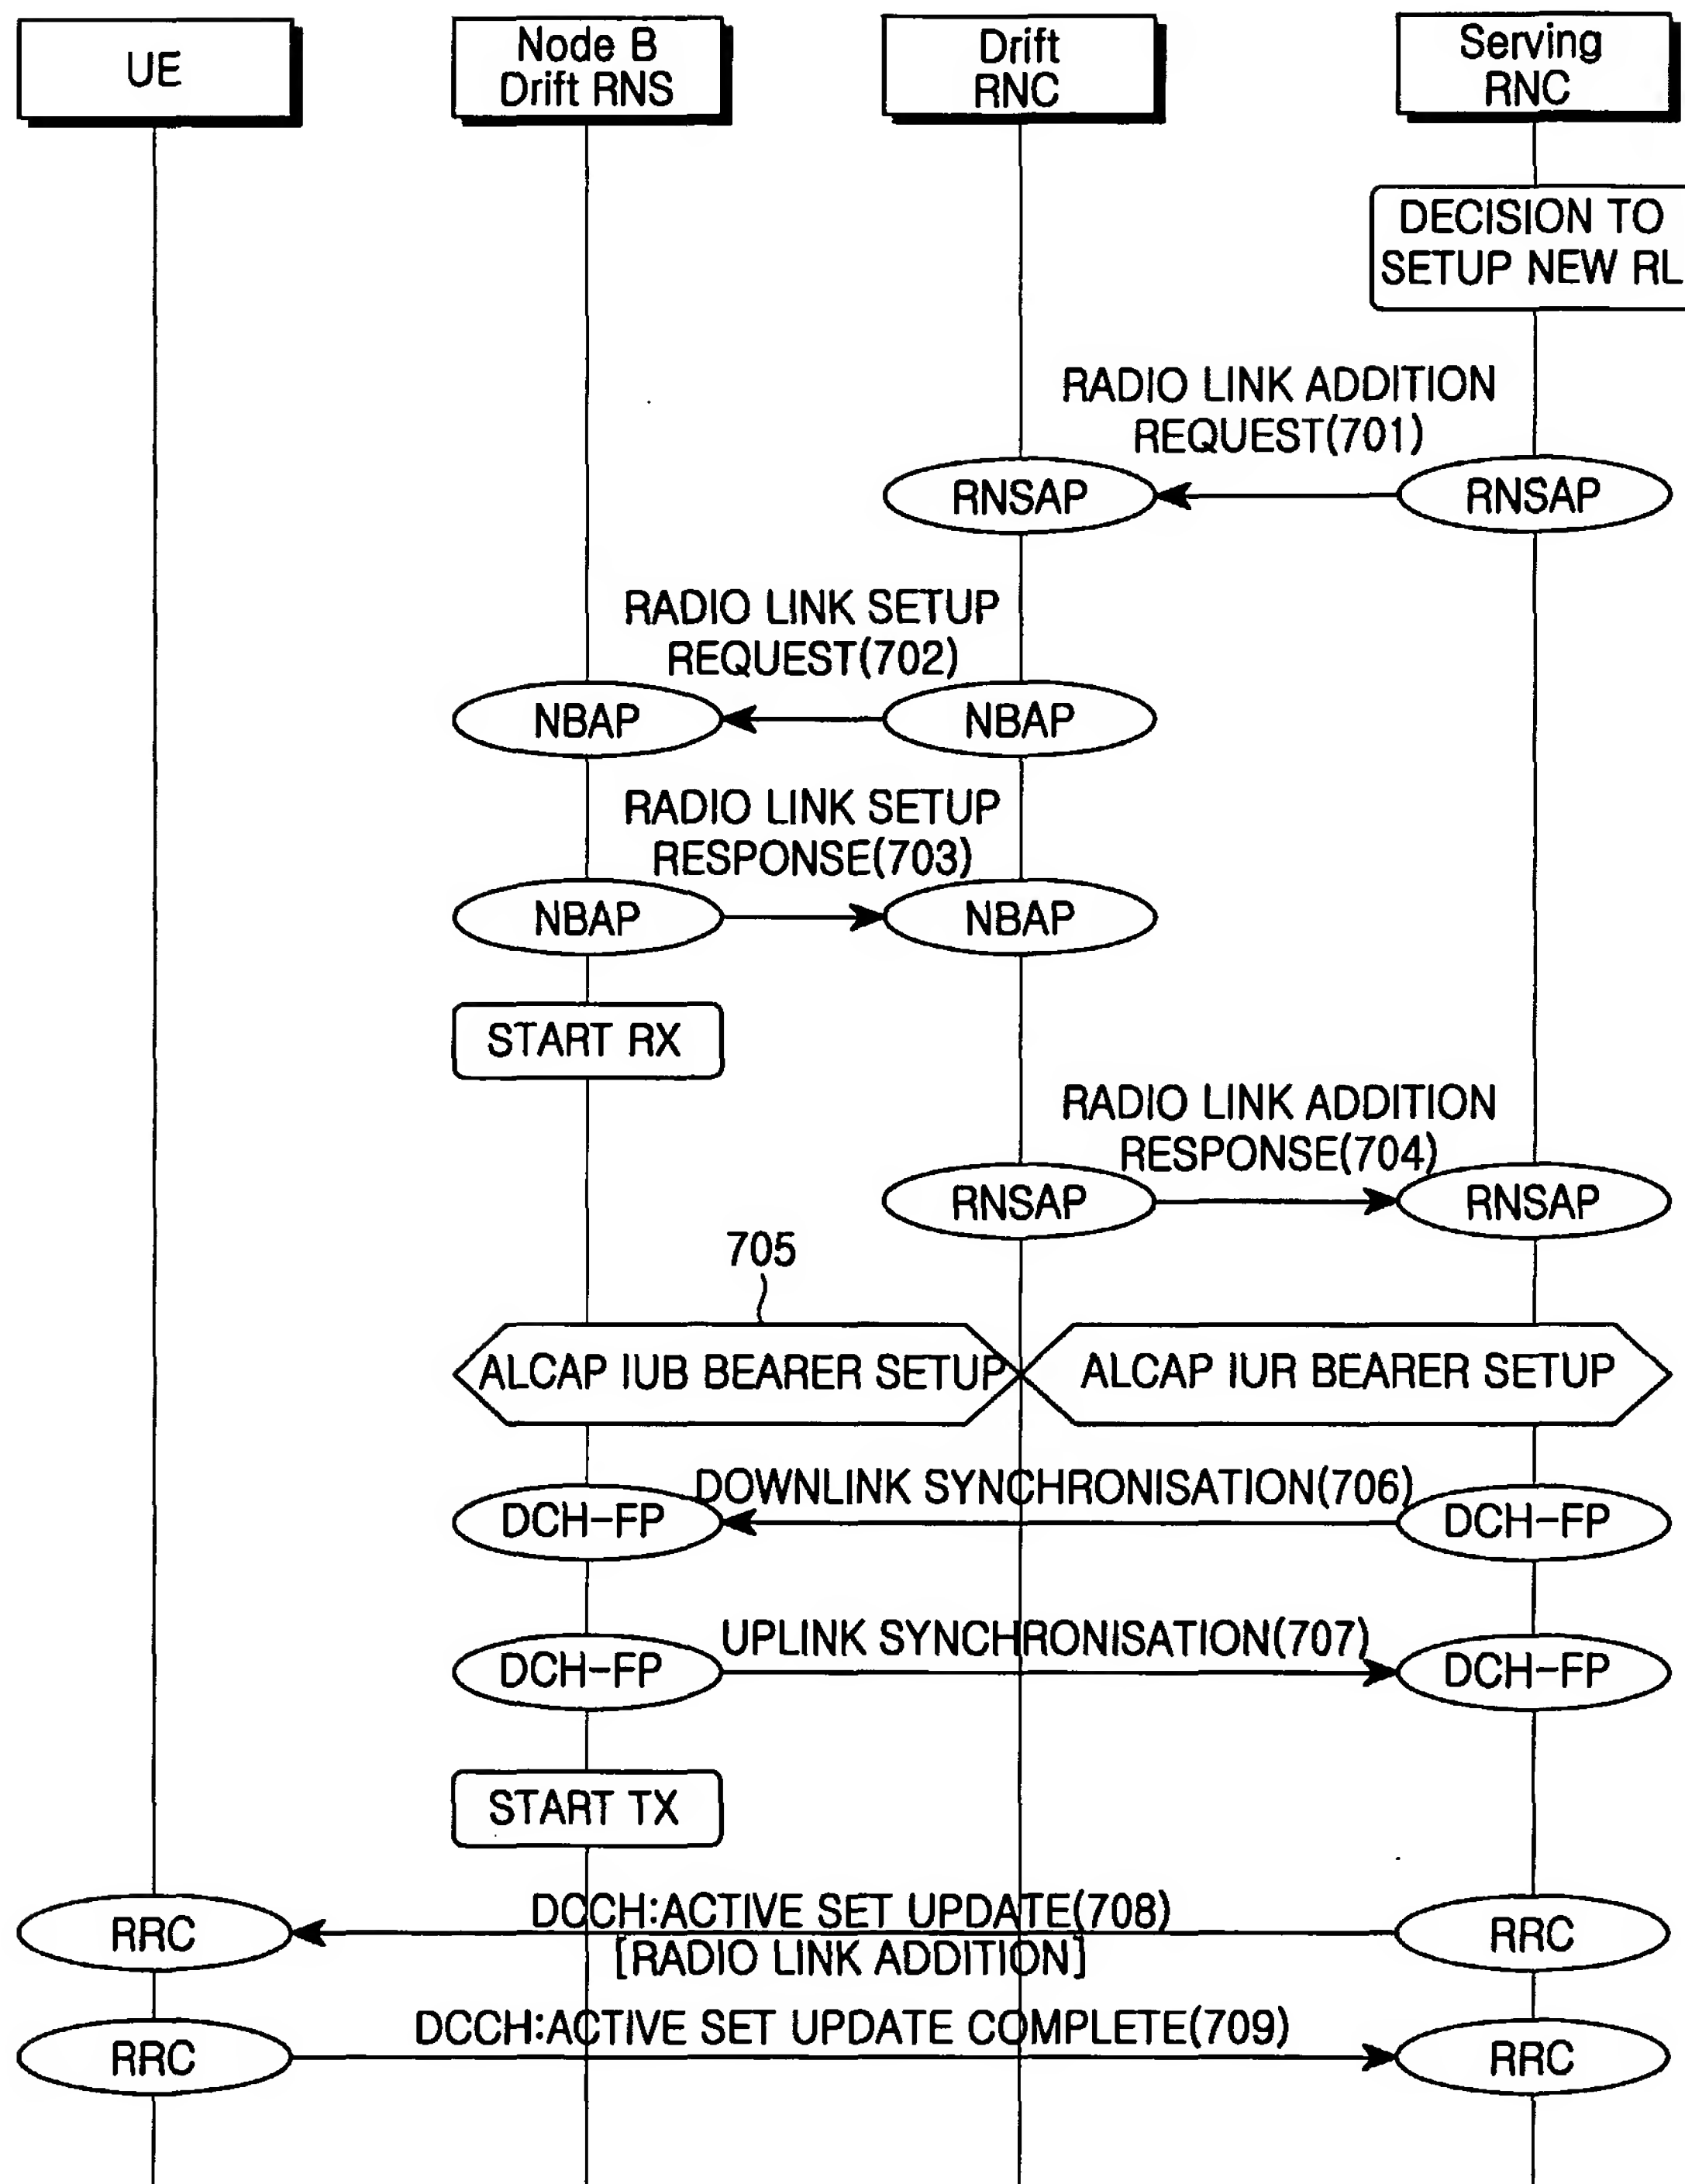 UE
Node B
Drift RNS
Drift
RNC
Serving
RNC
DECISION TO
SETUP NEW RL
RADIO LINK ADDITION
REQUEST(701)
RNSAP
RNSAP
RADIO LINK SETUP
REQUEST(702)
NBAP
NBAP
RADIO LINK SETUP
RESPONSE(703)
NBAP
NBAP
START RX
RADIO LINK ADDITION
RESPONSE(704)
RNSAP
RNSAP
705
ALCAP IUB BEARER SETUP
ALCAP IUR BEARER SETUP
DOWNLINK SYNCHRONISATION(706)
DCH-FP
DCH-FP
UPLINK SYNCHRONISATION(707)
DCH-FP
DCH-FP
START TX
DCCH:ACTIVE SET UPDATE(708)
RRC
RRC
[RADIO LINK ADDITION]
DCCH:ACTIVE SET UPDATE COMPLETE(709)
RRC
RRC